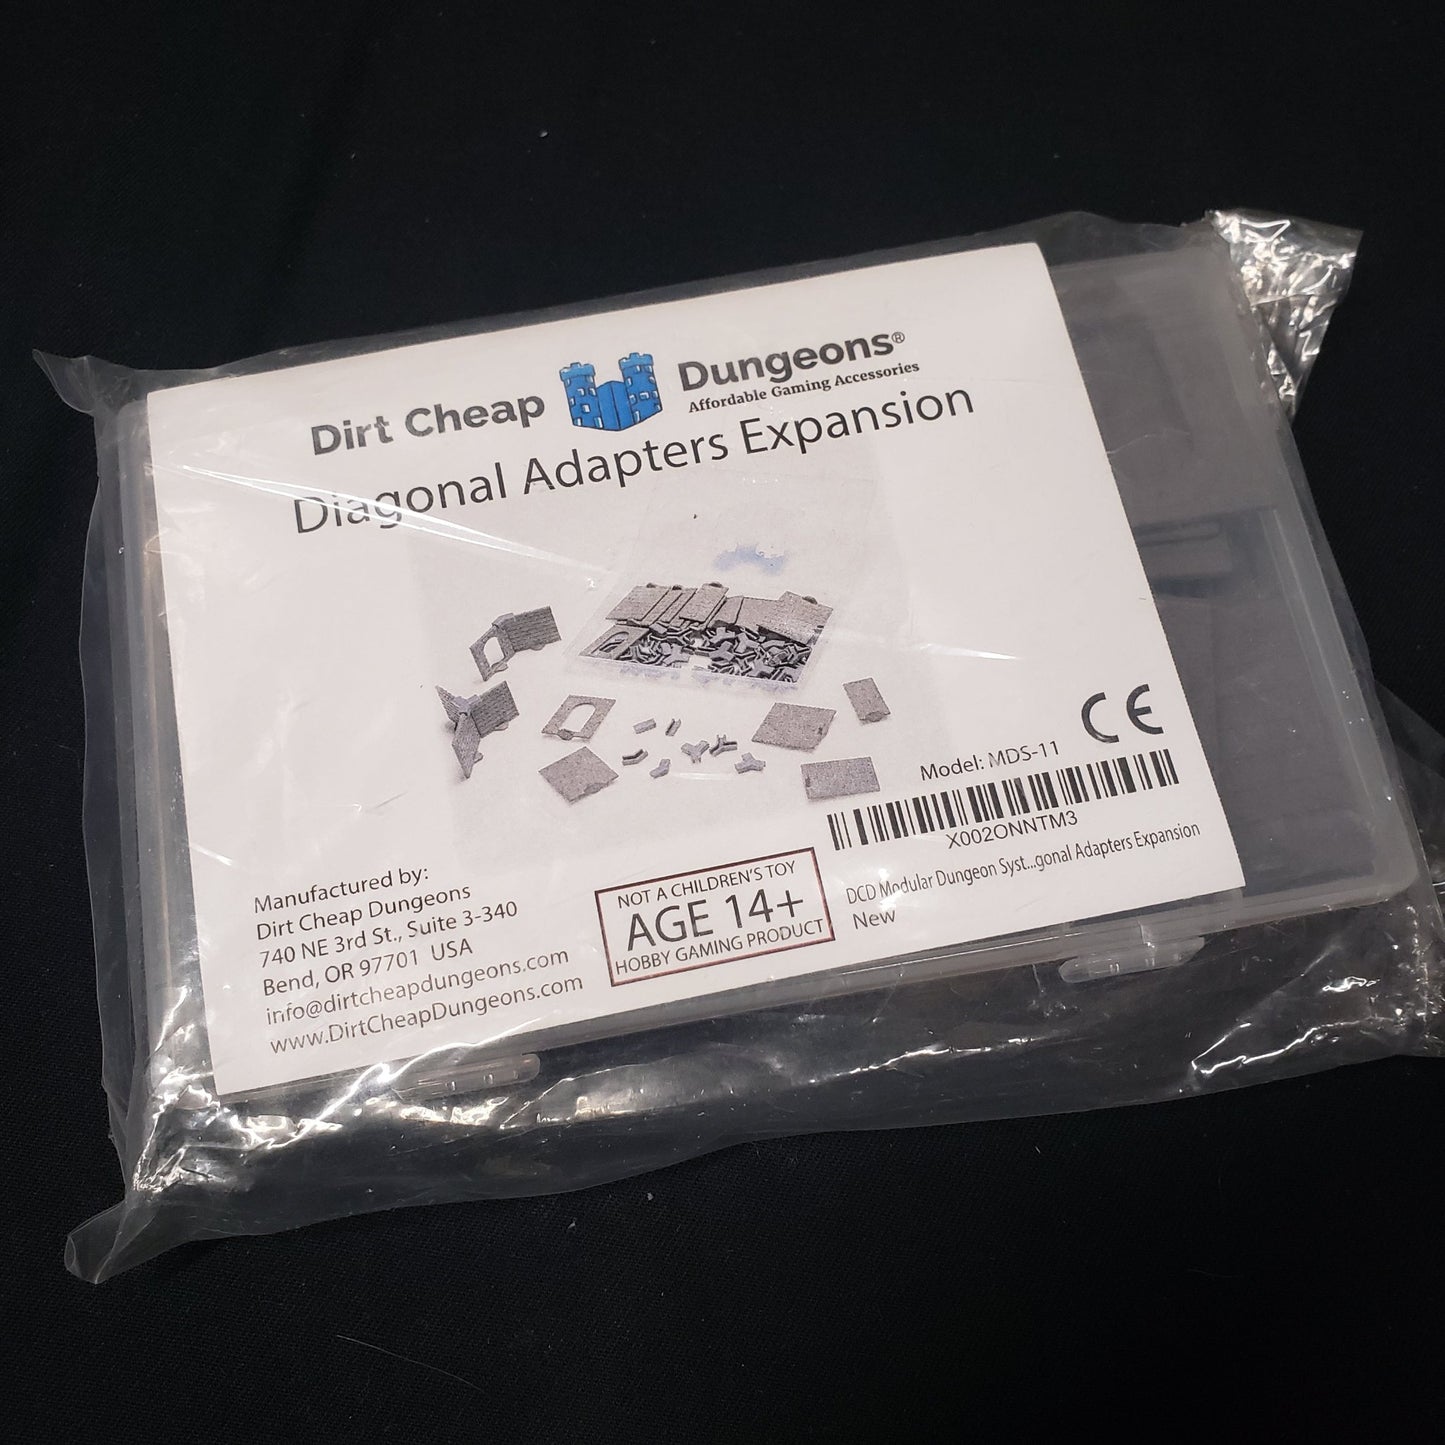 Dirt Cheap Dungeons®
Affordable Gaming Accessories
Diagonal Adapters Expansion
CE
Model: MDS-11
X002ONNTM3
DCD Modular Dungeon Syst...gonal Adapters Expansion
New
NOT A CHILDREN'S TOY
AGE 14+
HOBBY GAMING PRODUCT
Manufactured by:
Dirt Cheap Dungeons
740 NE 3rd St., Suite 3-340
Bend, OR 97701 USA
info@dirtcheapdungeons.com
www.DirtCheapDungeons.com